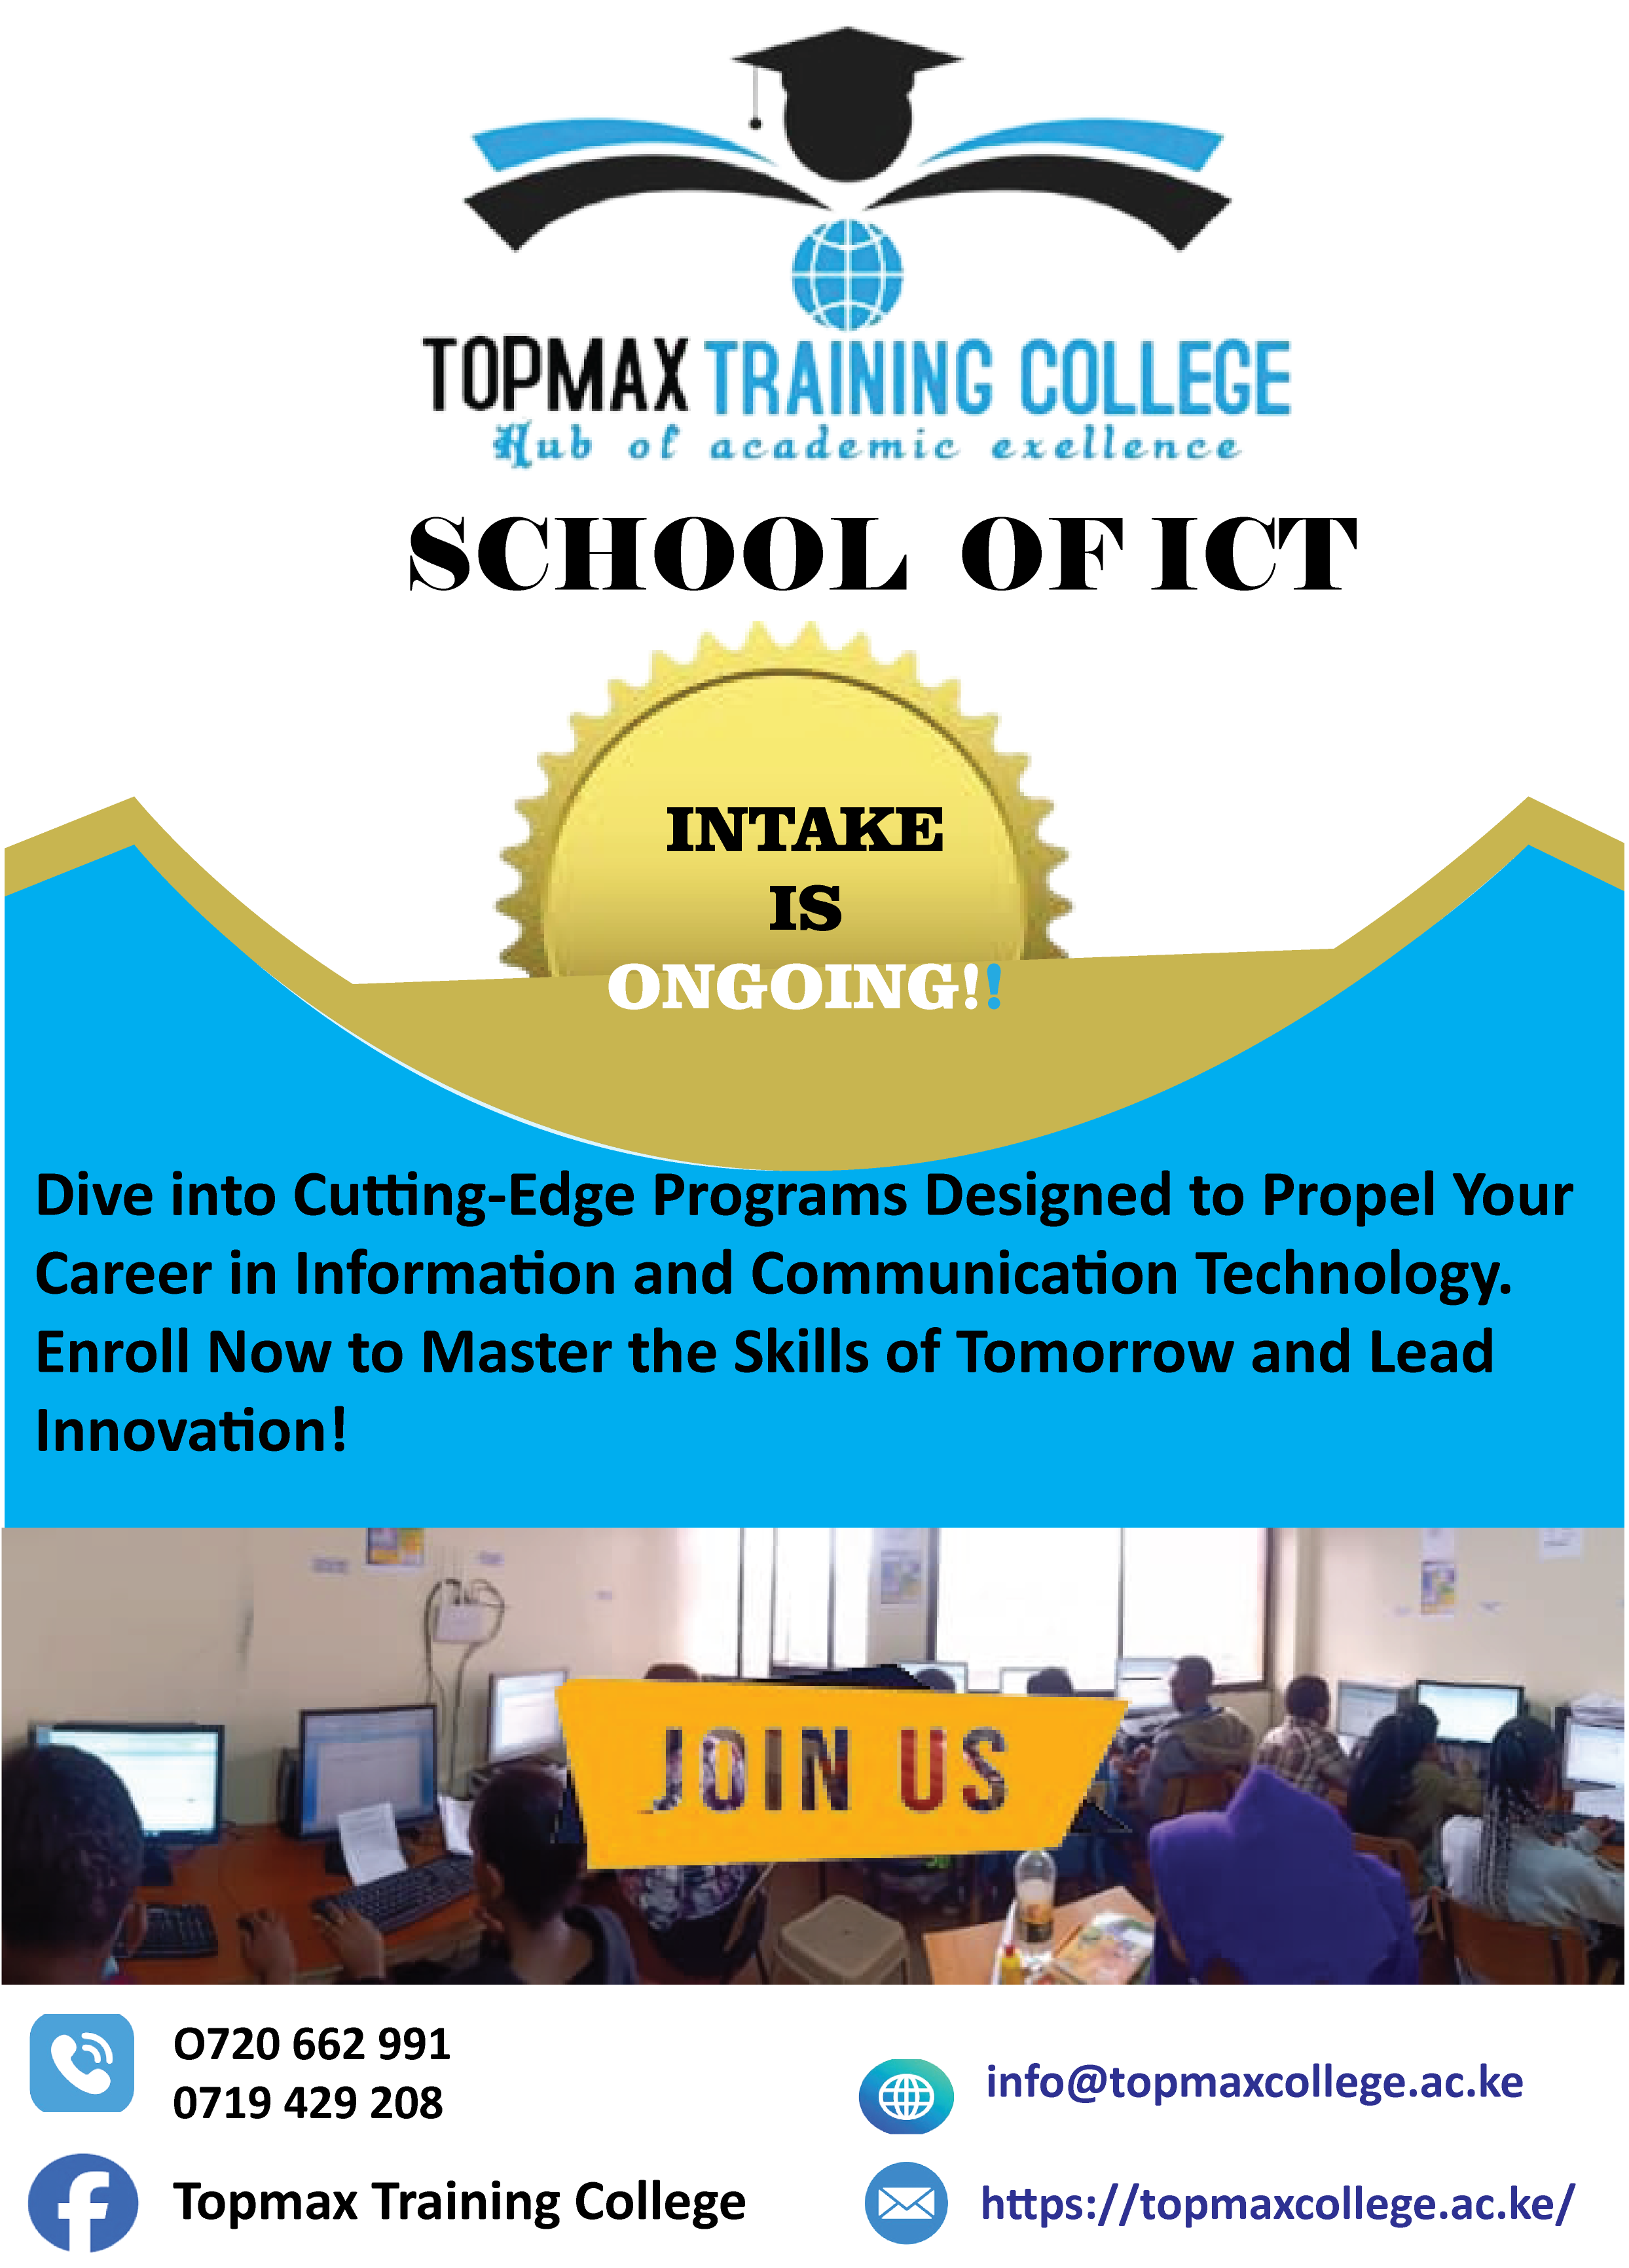 TOPMAX TRAINING COLLEGE
Hub of academic exellence
SCHOOL OF ICT
INTAKE
IS
ONGOING!!
Dive into Cutting-Edge Programs Designed to Propel Your
Career in Information and Communication Technology.
Enroll Now to Master the Skills of Tomorrow and Lead
Innovation!
JOIN US
O720 662 991
0719 429 208
info@topmaxcollege.ac.ke
Topmax Training College
https://topmaxcollege.ac.ke/